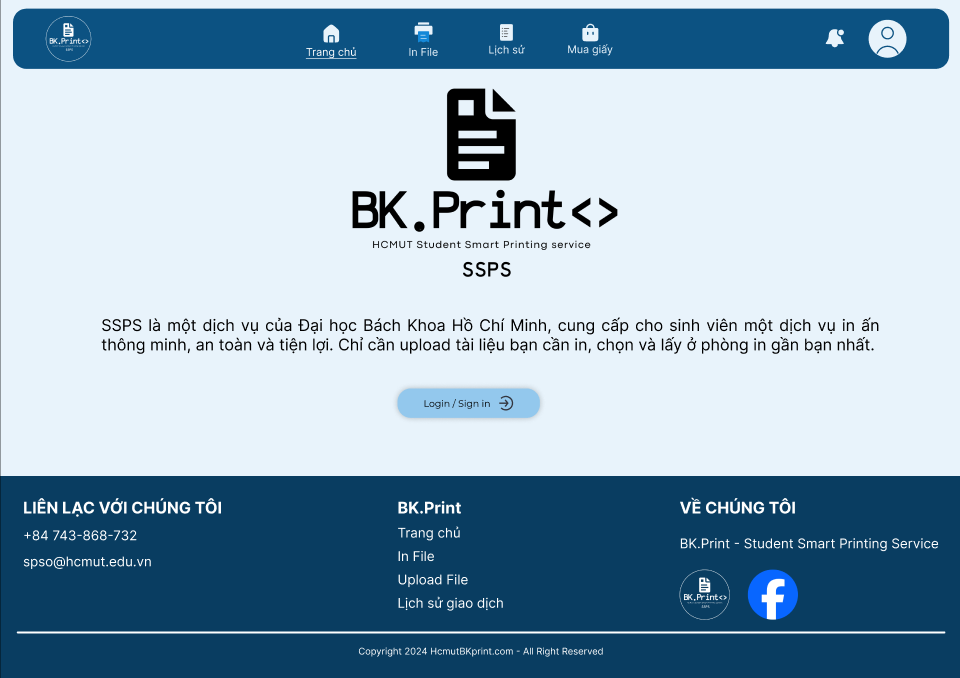 BK.Print<>
SSPS
Trang chủ
In File
Lịch sử
Mua giấy
BK.Print<>
HCMUT Student Smart Printing service
SSPS
SSPS là một dịch vụ của Đại học Bách Khoa Hồ Chí Minh, cung cấp cho sinh viên một dịch vụ in ấn
thông minh, an toàn và tiện lợi. Chỉ cần upload tài liệu bạn cần in, chọn và lấy ở phòng in gần bạn nhất.
Login / Sign in
LIÊN LẠC VỚI CHÚNG TÔI
+84 743-868-732
spso@hcmut.edu.vn
BK.Print
Trang chủ
In File
Upload File
Lịch sử giao dịch
VỀ CHÚNG TÔI
BK.Print - Student Smart Printing Service
BK.Print<>
SSPS
Copyright 2024 HcmutBKprint.com - All Right Reserved